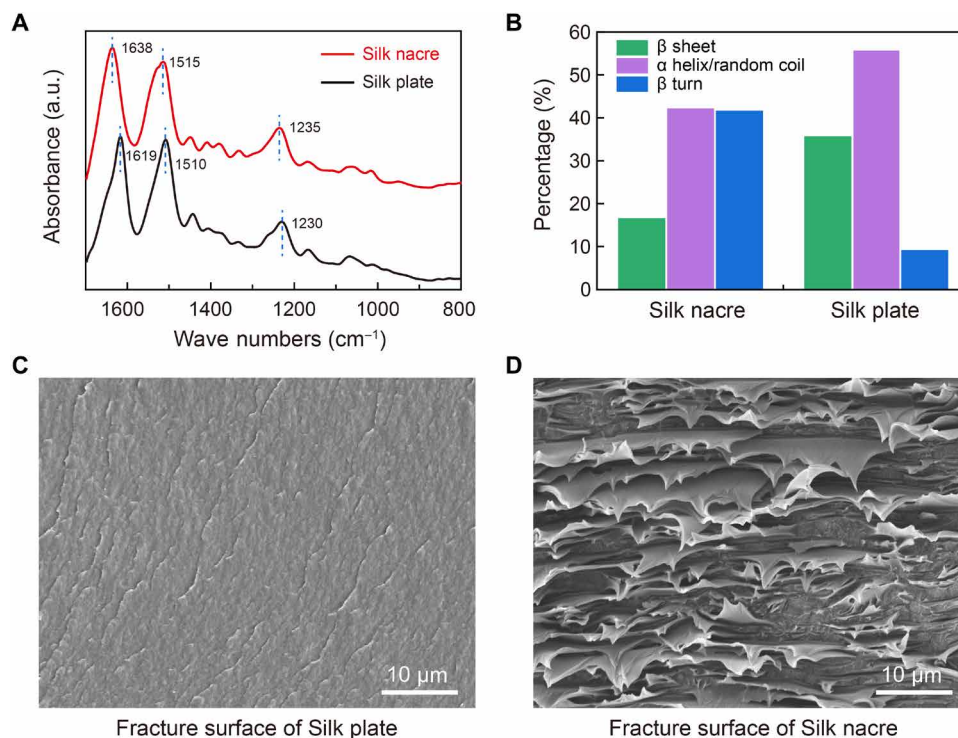 A
1638
1515
Silk nacre
Silk plate
1619
1510
1235
1230
Absorbance (a.u.)
1600
1400
1200
1000
800
Wave numbers (cm⁻¹)
B
60
50
40
30
20
10
0
Percentage (%)
β sheet
α helix/random coil
β turn
Silk nacre
Silk plate
C
10 μm
Fracture surface of Silk plate
D
10 μm
Fracture surface of Silk nacre